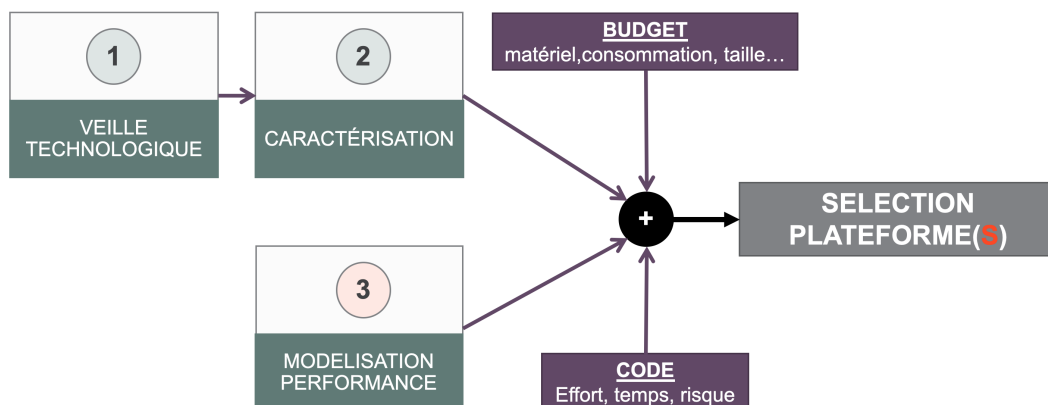 1
VEILLE
TECHNOLOGIQUE
2
CARACTÉRISATION
BUDGET
matériel,consommation, taille…
+
SELECTION
PLATEFORME(S)
3
MODELISATION
PERFORMANCE
CODE
Effort, temps, risque